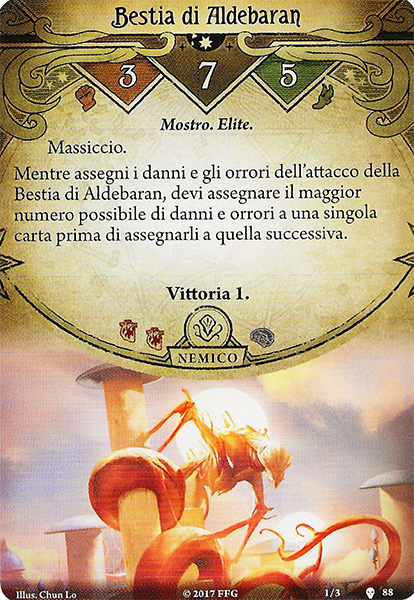 Bestia di Aldebaran
3 7 5
Mostro. Elite.
Massiccio.
Mentre assegni i danni e gli orrori dell'attacco della
Bestia di Aldebaran, devi assegnare il maggior
numero possibile di danni e orrori a una singola
carta prima di assegnarli a quella successiva.
Vittoria 1.
NEMICO
Illus. Chun Lo © 2017 FFG 1/3 88